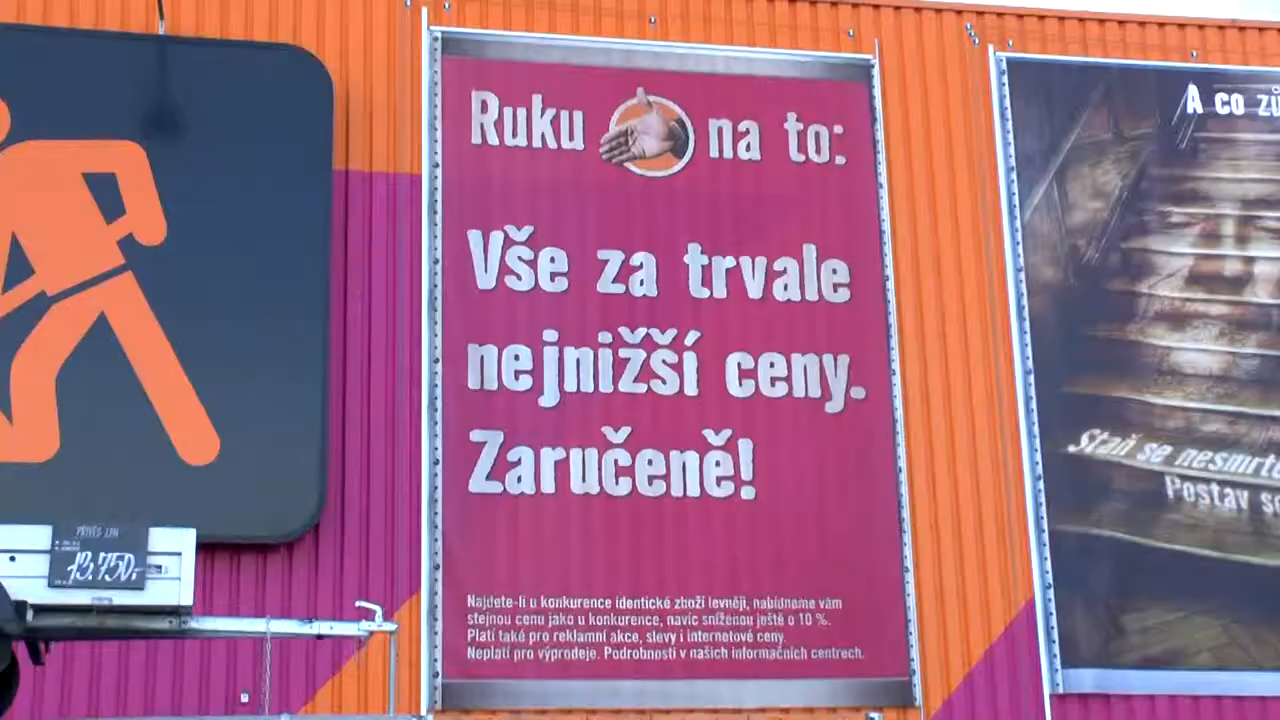 Ruku na to:
Vše za trvale
nejnižší ceny.
Zaručeně!
Najdete-li u konkurence identické zboží levněji, nabídneme vám
stejnou cenu jako u konkurence, navíc sníženou ještě o 10 %.
Platí také pro reklamní akce, slevy i internetové ceny.
Neplatí pro výprodeje. Podrobnosti v našich informačních centrech.
PŘÍVĚS
13.750,-
A co
Staň se
Postav